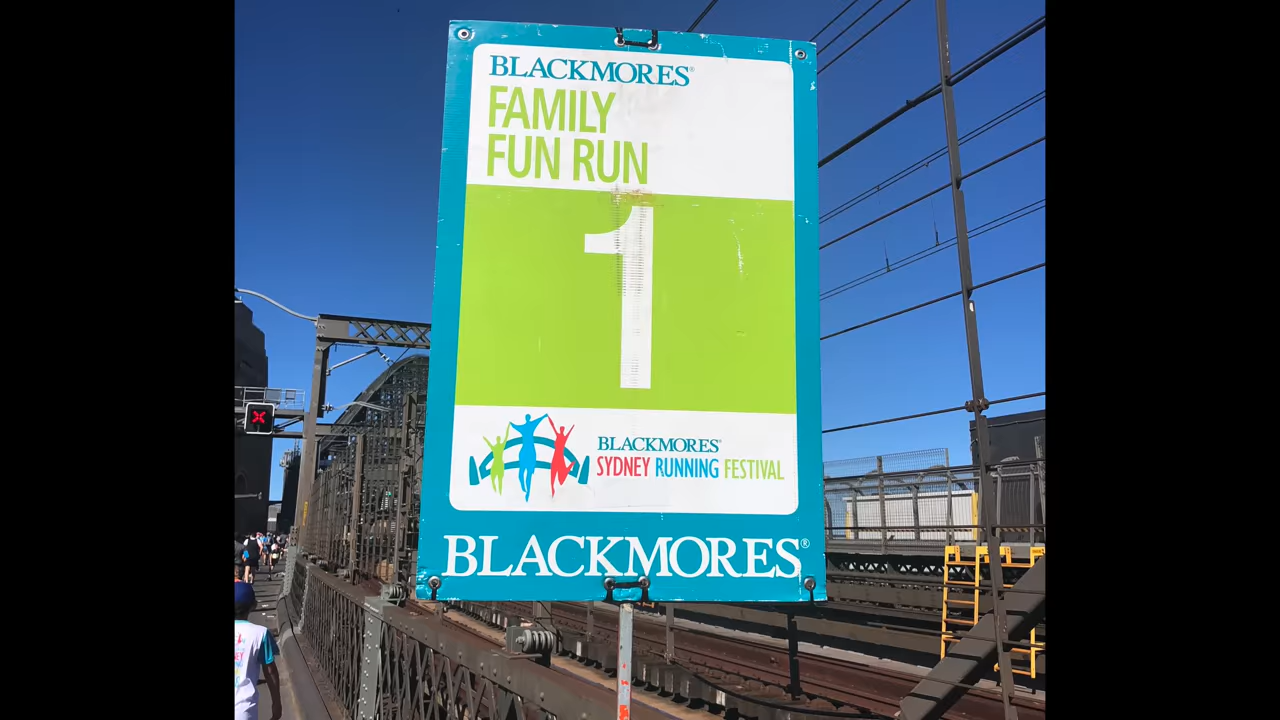 BLACKMORES®
FAMILY
FUN RUN
1
BLACKMORES®
SYDNEY RUNNING FESTIVAL
BLACKMORES®